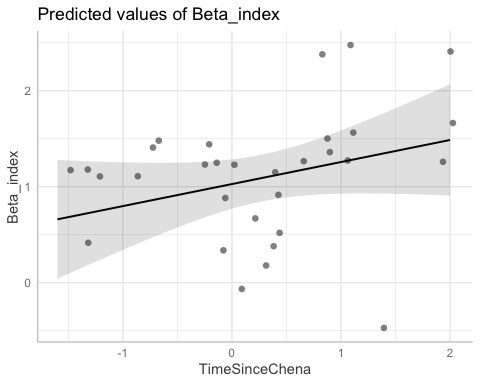 Predicted values of Beta_index
2
1
0
Beta_index
-1
0
1
2
TimeSinceChena